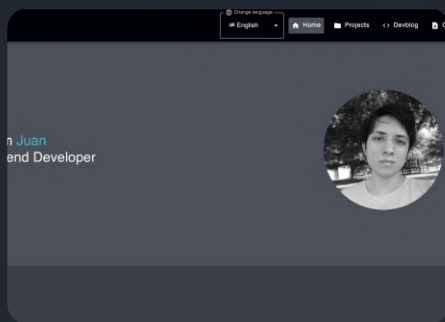 Change language
English
Home
Projects
Devblog
m Juan
end Developer